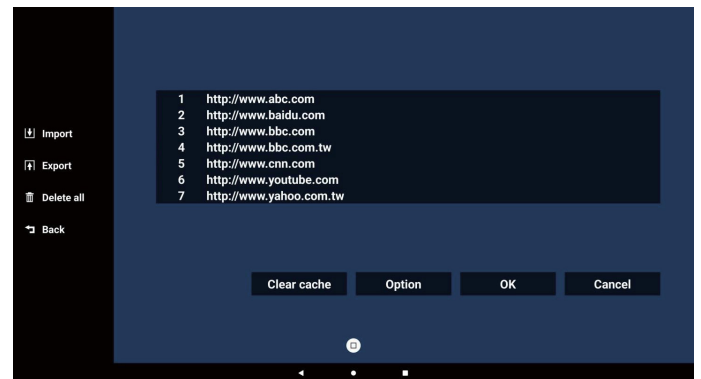 Import
Export
Delete all
Back
1 http://www.abc.com
2 http://www.baidu.com
3 http://www.bbc.com
4 http://www.bbc.com.tw
5 http://www.cnn.com
6 http://www.youtube.com
7 http://www.yahoo.com.tw
Clear cache Option OK Cancel